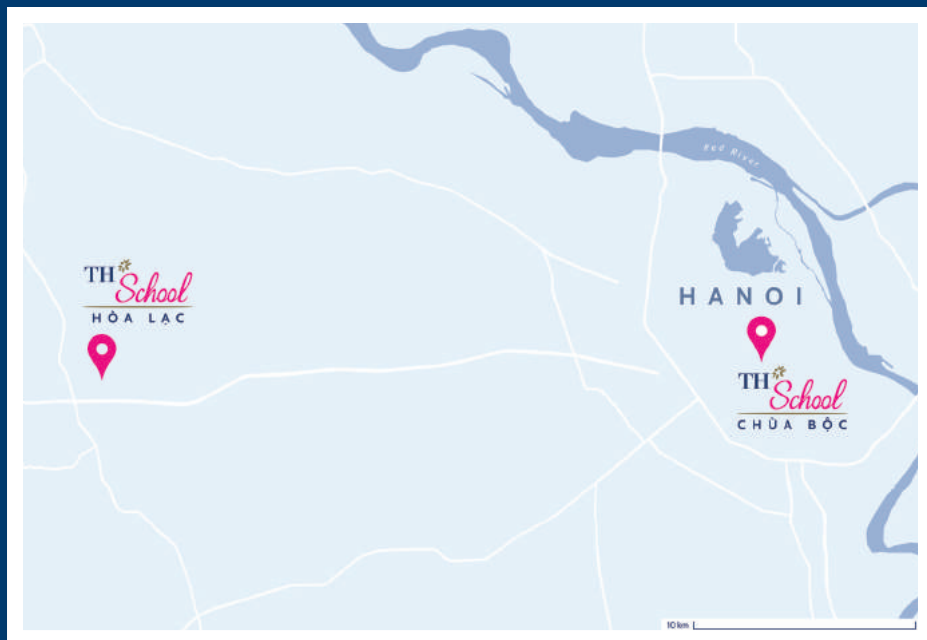 Red River
TH
School
HÒA LẠC
HANOI
TH
School
CHÙA BỘC
10 km